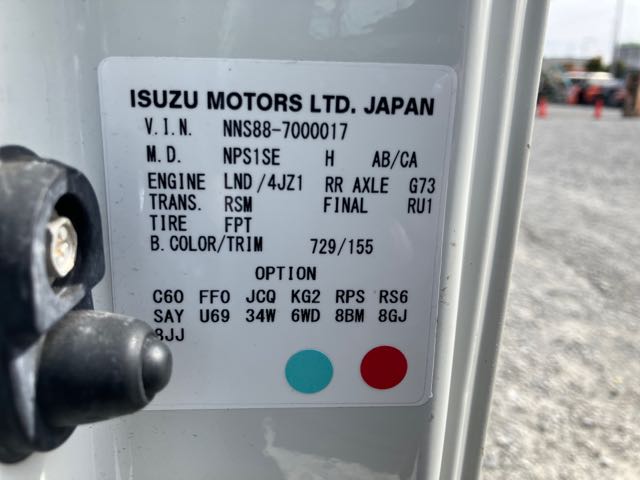 ISUZU MOTORS LTD. JAPAN
V.I.N. NNS88-7000017
M.D. NPS1SE H AB/CA
ENGINE LND/4JZ1 RR AXLE G73
TRANS. RSM FINAL RU1
TIRE FPT
B.COLOR/TRIM 729/155
OPTION
C60 FF0 JCQ KG2 RPS RS6
SAY U69 34W 6WD 8BM 8GJ
8JJ